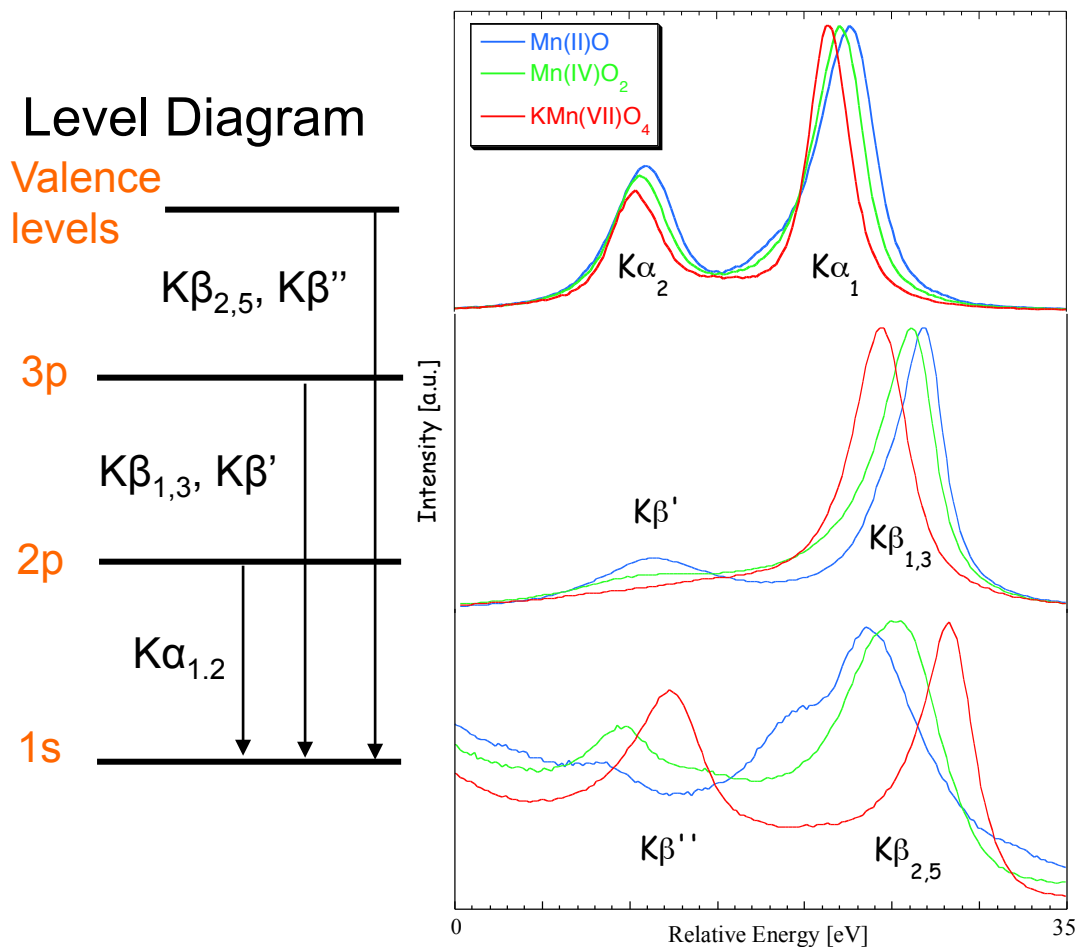 Level Diagram
Valence
levels
Kβ2,5, Kβ''
3p
Kβ1,3, Kβ'
2p
Kα1.2
1s
Mn(II)O
Mn(IV)O2
KMn(VII)O4
Kα2
Kα1
Intensity [a.u.]
Kβ'
Kβ1,3
Kβ''
Kβ2,5
0
Relative Energy [eV]
35